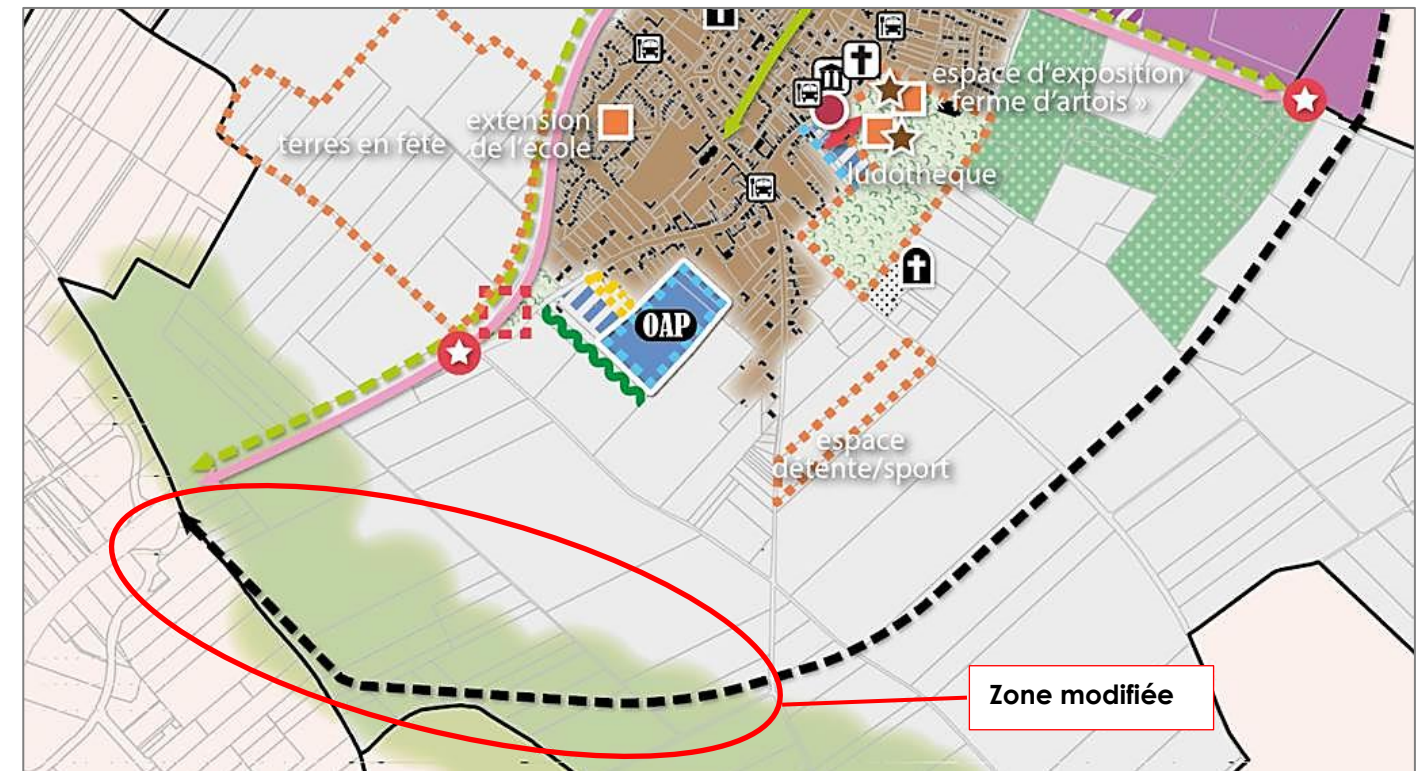 espace d'exposition
« ferme d'artois »
extension
de l'école
terres en fête
ludothèque
OAP
espace
détente/sport
Zone modifiée